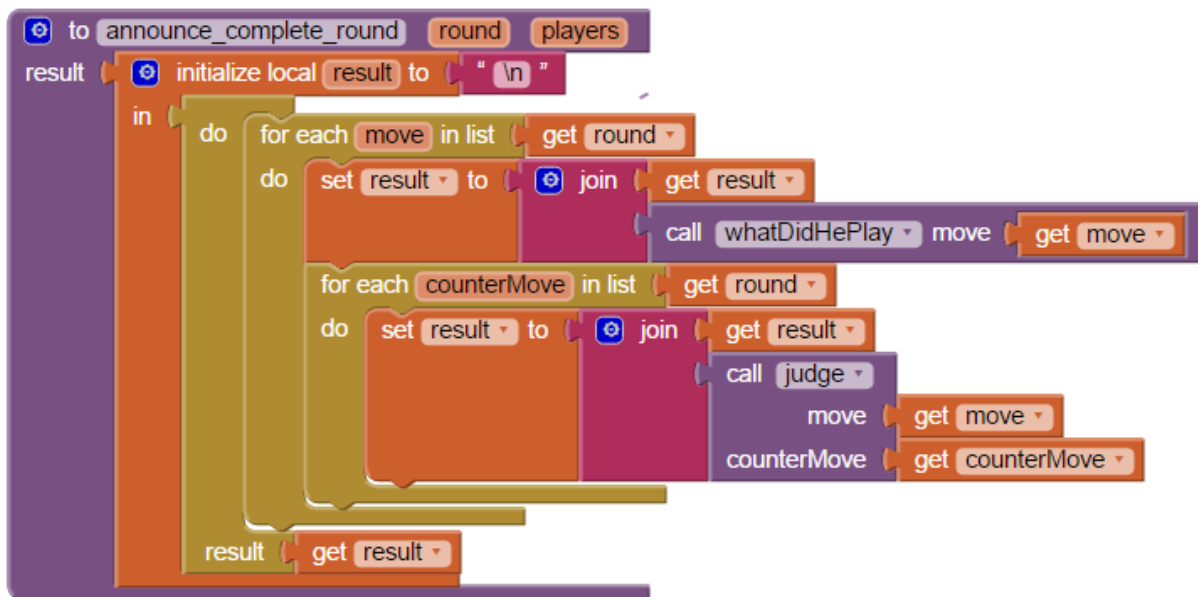 to announce_complete_round round players
result initialize local result to " \n "
in do for each move in list get round
do set result to join get result
call whatDidHePlay move get move
for each counterMove in list get round
do set result to join get result
call judge
move get move
counterMove get counterMove
result get result